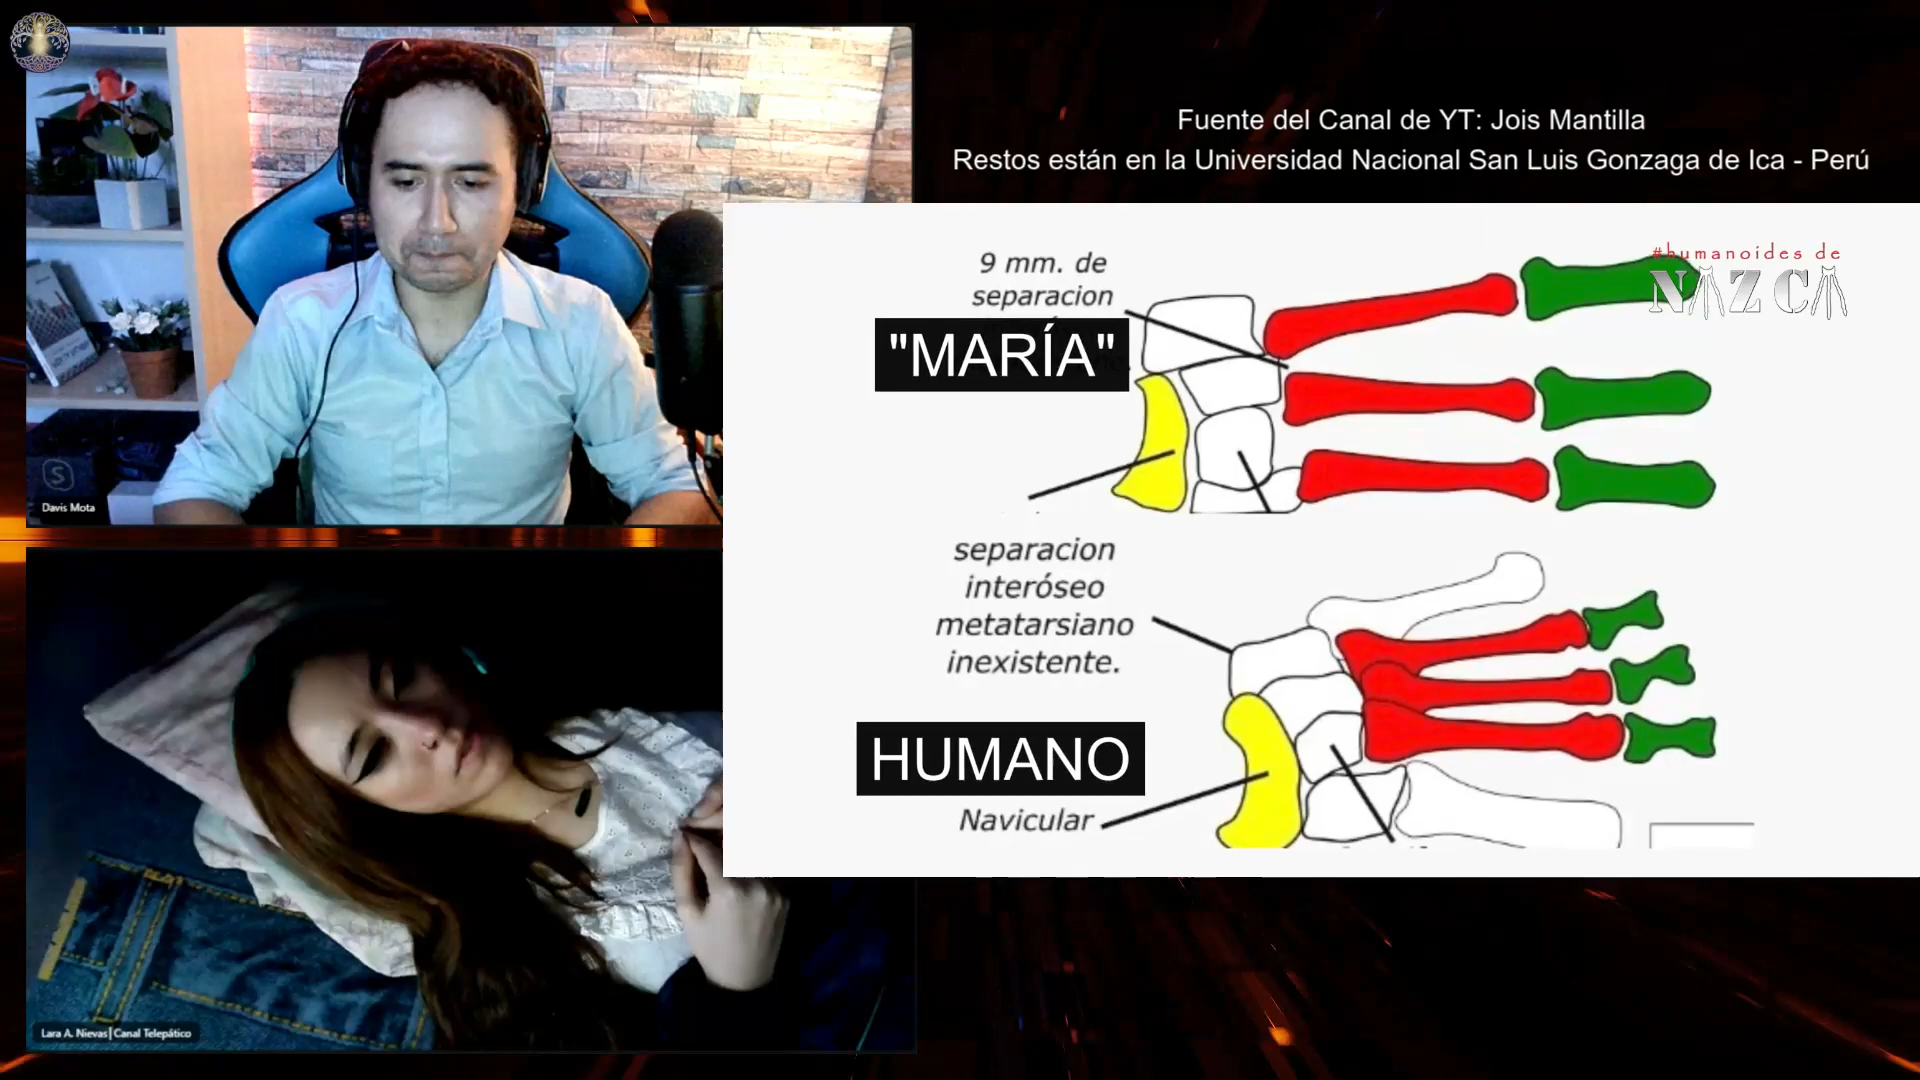 Fuente del Canal de YT: Jois Mantilla
Restos están en la Universidad Nacional San Luis Gonzaga de Ica - Perú
#humanoides de
NAZCA
9 mm. de
separacion
"MARÍA"
separacion
interóseo
metatarsiano
inexistente.
HUMANO
Navicular
Davis Mota
Lara A. Nievas|Canal Telepático